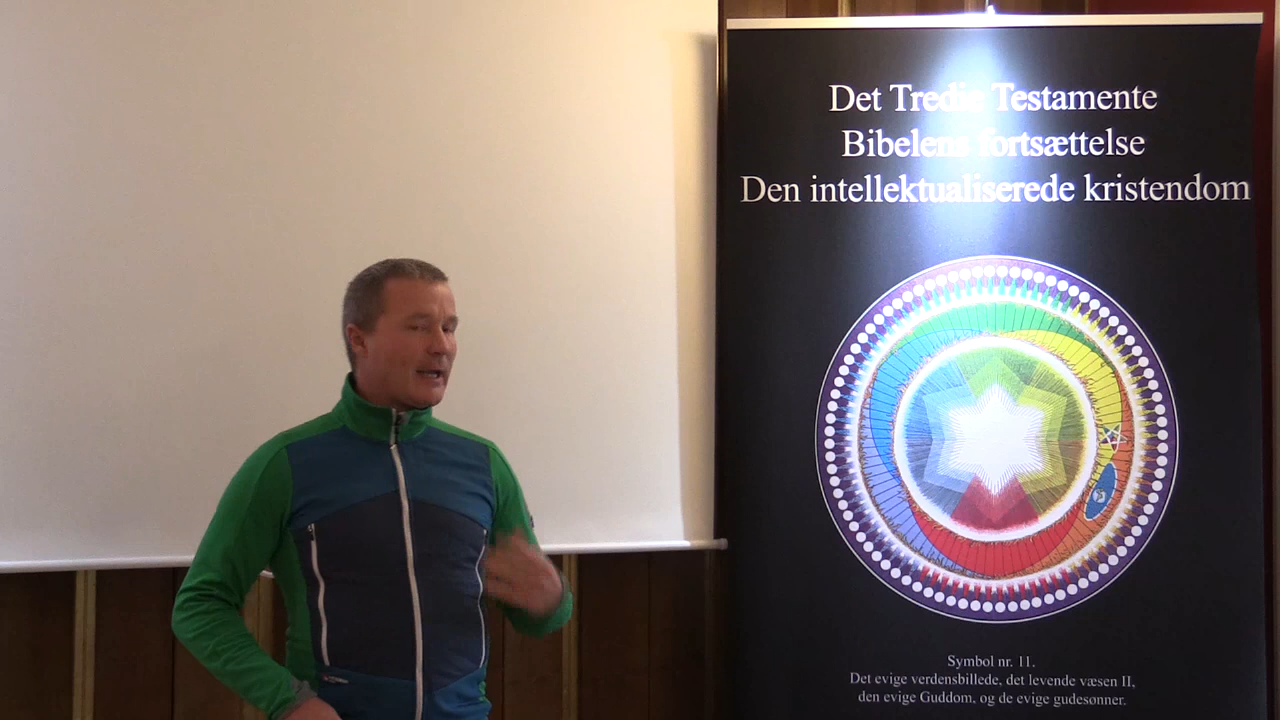 Det Tredie Testamente
Bibelens fortsættelse
Den intellektualiserede kristendom
Symbol nr. 11.
Det evige verdensbillede, det levende væsen II,
den evige Guddom, og de evige gudesønner.